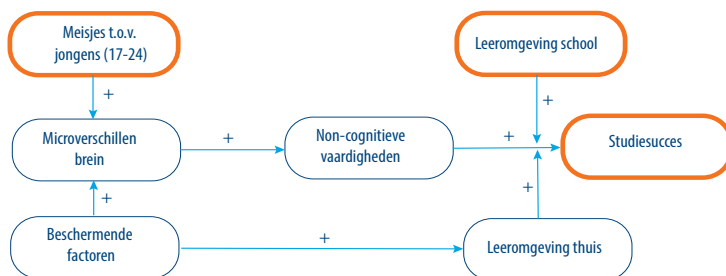 Meisjes t.o.v.
jongens (17-24)
Leeromgeving school
+
+
Microverschillen
brein
+
Non-cognitieve
vaardigheden
+
Studiesucces
+
+
Beschermende
factoren
+
Leeromgeving thuis